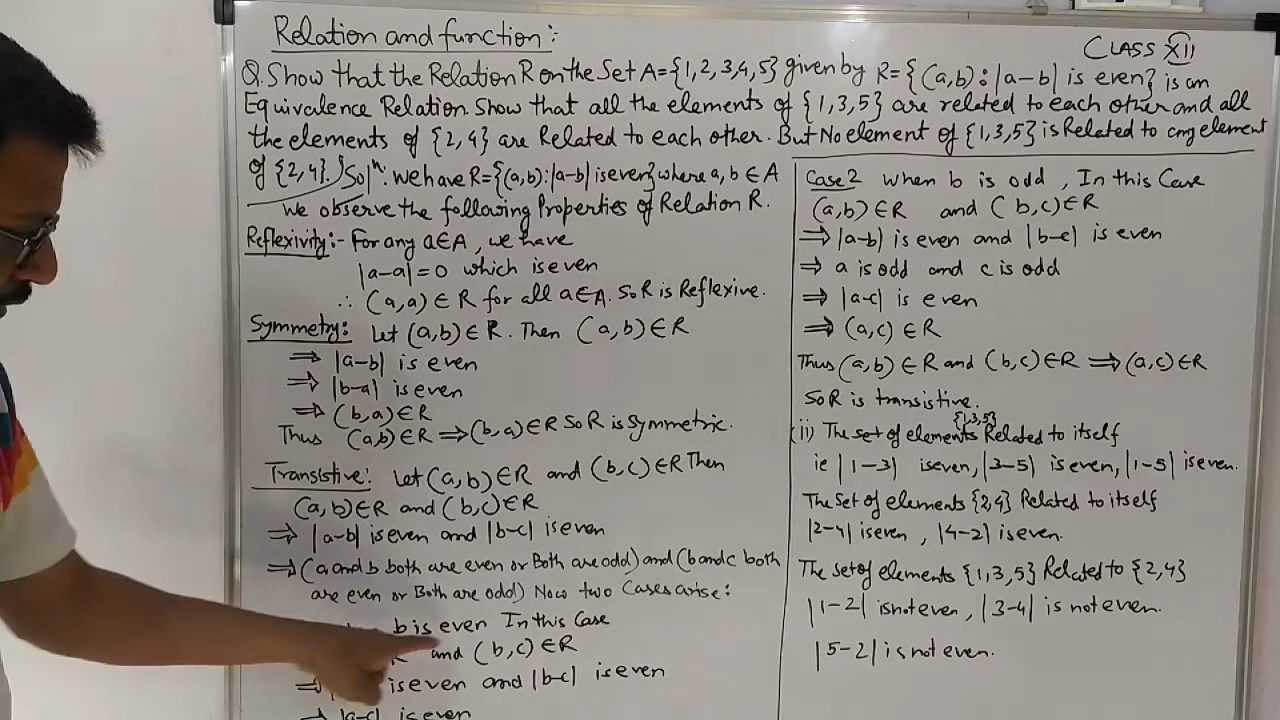 Relation and function:
CLASS XII
Q. Show that the Relation R on the Set A={1,2,3,4,5} given by R={(a,b):|a-b| is even} is an
Equivalence Relation. Show that all the elements of {1,3,5} are related to each other and all
the elements of {2,4} are Related to each other. But No element of {1,3,5} is Related to any element
of {2,4}.
Solⁿ: we have R={(a,b):|a-b| is even} where a,b ∈ A
We observe the following Properties of Relation R.
Reflexivity:- For any a∈A, we have
|a-a|=0 which is even
∴ (a,a) ∈ R for all a∈A. So R is Reflexive.
Symmetry: Let (a,b) ∈ R. Then (a,b) ∈ R
⇒ |a-b| is even
⇒ |b-a| is even
⇒ (b,a) ∈ R
Thus (a,b) ∈ R ⇒ (b,a) ∈ R So R is Symmetric.
Transistive: Let (a,b) ∈ R and (b,c) ∈ R Then
(a,b) ∈ R and (b,c) ∈ R
⇒ |a-b| is even and |b-c| is even
⇒ (a and b both are even or Both are odd) and (b and c both
are even or Both are odd) Now two Cases arise:
b is even In this Case
and (b,c) ∈ R
⇒ is even and |b-c| is even
⇒ |a-c| is even
Case 2 When b is odd, In this Case
(a,b) ∈ R and (b,c) ∈ R
⇒ |a-b| is even and |b-c| is even
⇒ a is odd and c is odd
⇒ |a-c| is even
⇒ (a,c) ∈ R
Thus (a,b) ∈ R and (b,c) ∈ R ⇒ (a,c) ∈ R
So R is transistive.
{1,3,5}
(ii) The set of elements Related to itself
ie |1-3| is even, |3-5| is even, |1-5| is even.
The set of elements {2,4} Related to itself
|2-4| is even, |4-2| is even.
The set of elements {1,3,5} Related to {2,4}
|1-2| is not even, |3-4| is not even.
|5-2| is not even.